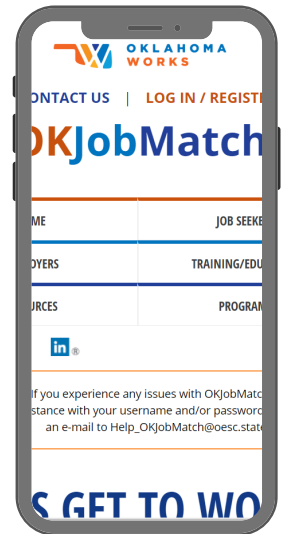 OKLAHOMA
WORKS
ONTACT US | LOG IN / REGISTE
OKJobMatch
ME JOB SEEKE
OYERS TRAINING/EDU
URCES PROGRAM
in ®
If you experience any issues with OKJobMatc
stance with your username and/or password
an e-mail to Help_OKJobMatch@oesc.state
S GET TO WO